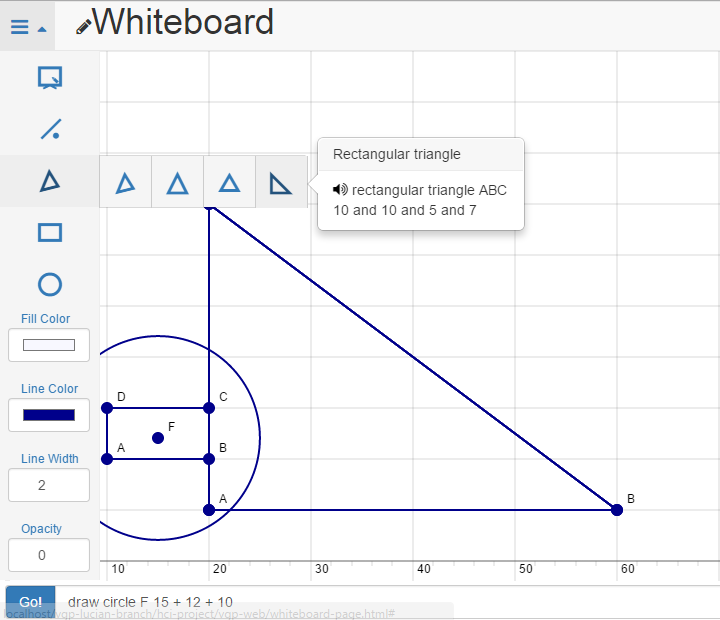 Whiteboard
Rectangular triangle
rectangular triangle ABC
10 and 10 and 5 and 7
Fill Color
Line Color
D
C
F
A
B
Line Width
2
A
B
Opacity
0
10
20
30
40
50
60
Go!
draw circle F 15 + 12 + 10
localhost/vgp-lucian-branch/hci-project/vgp-web/whiteboard-page.html#